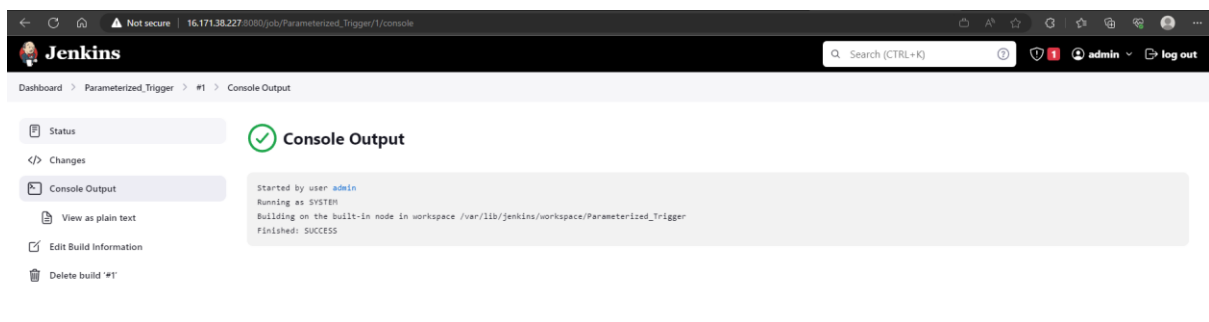 Not secure 16.171.38.227:8080/job/Parameterized_Trigger/1/console
Jenkins
Search (CTRL+K)
1
admin
log out
Dashboard > Parameterized_Trigger > #1 > Console Output
Status
Changes
Console Output
View as plain text
Edit Build Information
Delete build '#1'
Console Output
Started by user admin
Running as SYSTEM
Building on the built-in node in workspace /var/lib/jenkins/workspace/Parameterized_Trigger
Finished: SUCCESS